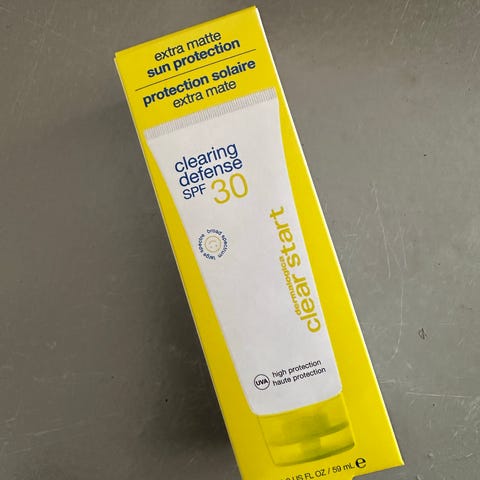 extra matte
sun protection
protection solaire
extra mate
clearing
defense
SPF 30
broad spectrum
large spectre
dermalogica
clear start
UVA
high protection
haute protection
US FL OZ / 59 mL e